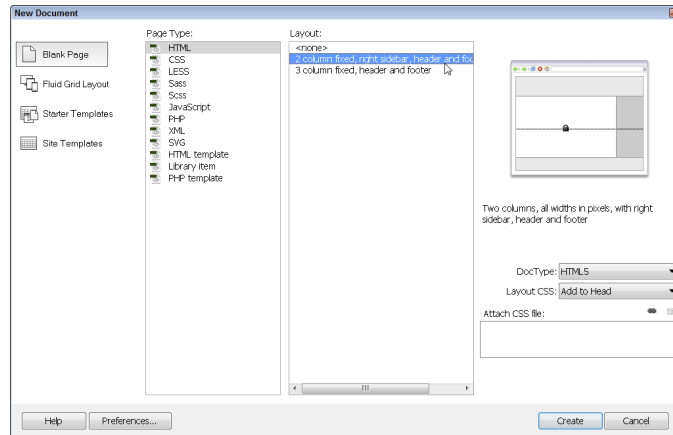 New Document
Page Type:
Layout:
Blank Page
Fluid Grid Layout
Starter Templates
Site Templates
HTML
CSS
LESS
Sass
Scss
JavaScript
PHP
XML
SVG
HTML template
Library item
PHP template
<none>
2 column fixed, right sidebar, header and foo
3 column fixed, header and footer
Two columns, all widths in pixels, with right
sidebar, header and footer
DocType: HTML5
Layout CSS: Add to Head
Attach CSS file:
Help
Preferences...
Create
Cancel